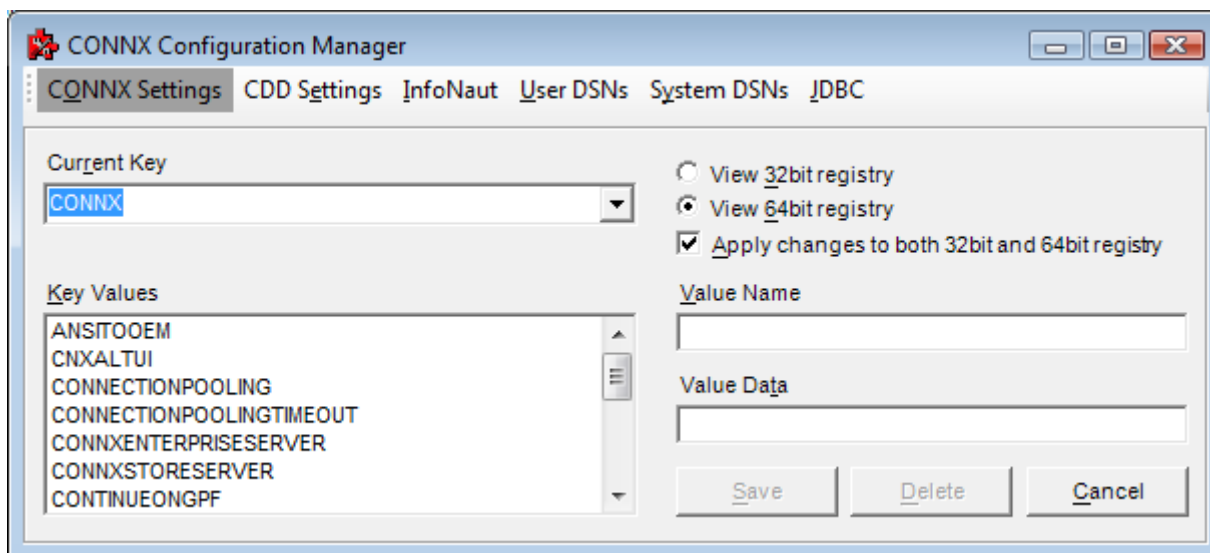 CONNX Configuration Manager
CONNX Settings CDD Settings InfoNaut User DSNs System DSNs JDBC
Current Key
CONNX
View 32bit registry
View 64bit registry
Apply changes to both 32bit and 64bit registry
Key Values
ANSITOOEM
CNXALTUI
CONNECTIONPOOLING
CONNECTIONPOOLINGTIMEOUT
CONNXENTERPRISESERVER
CONNXSTORESERVER
CONTINUEONGPF
Value Name
Value Data
Save Delete Cancel